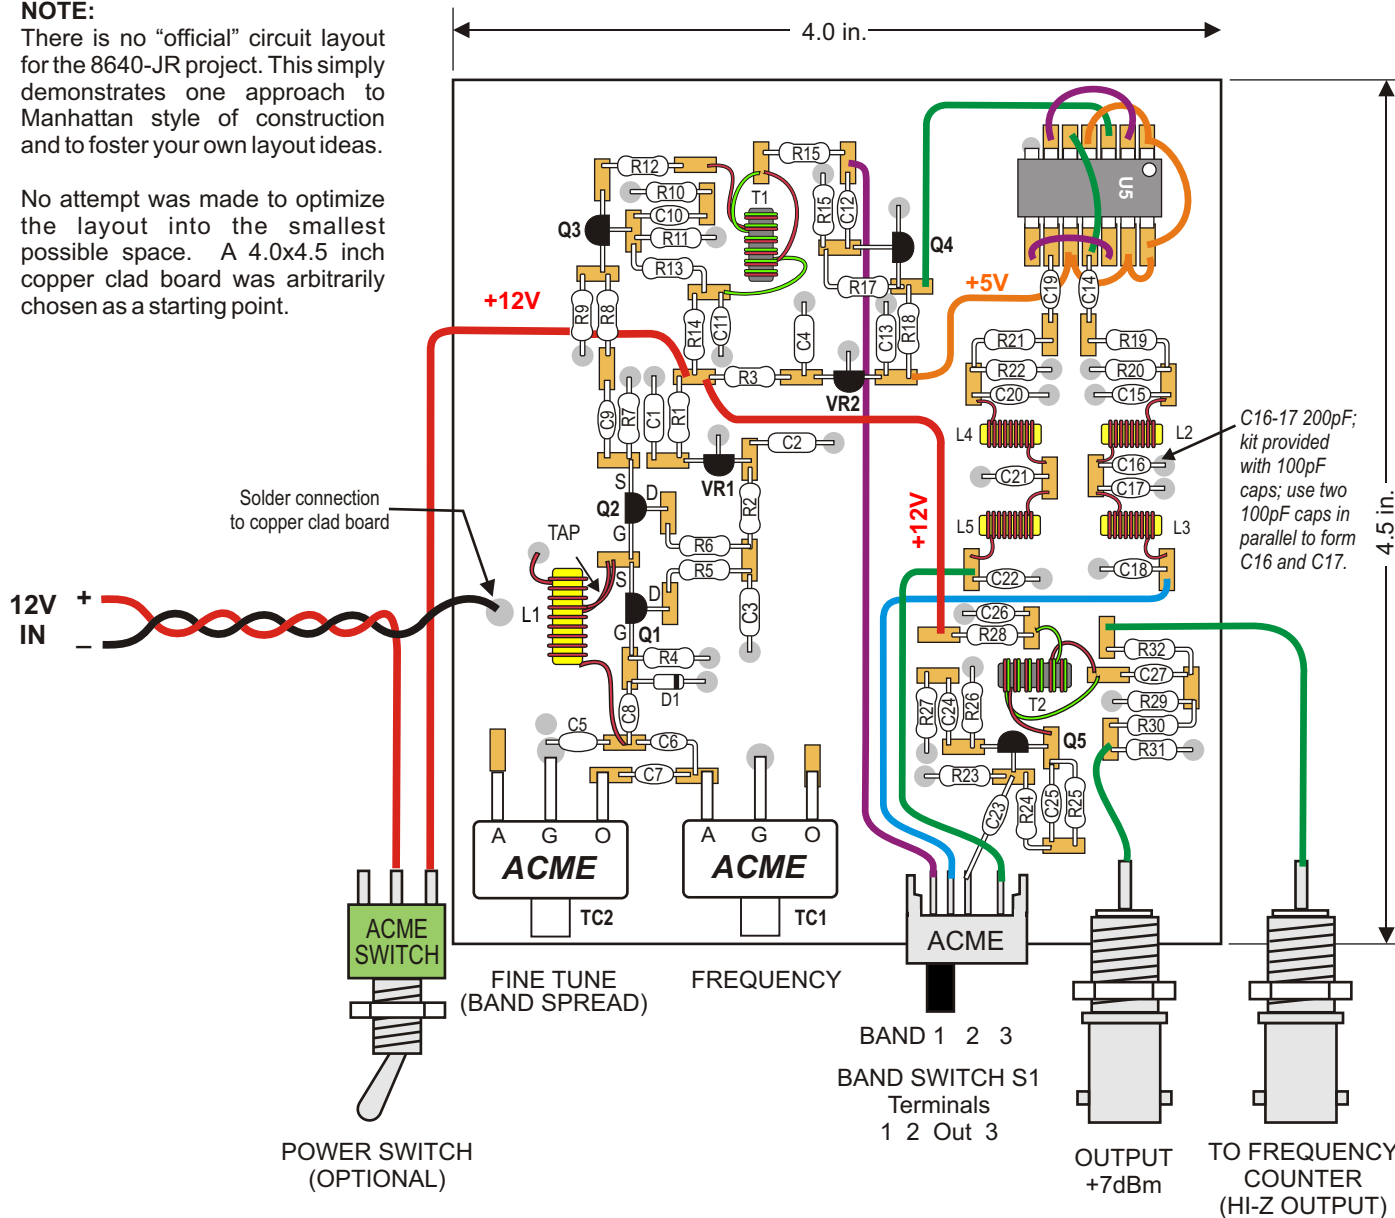 NOTE:
There is no “official” circuit layout
for the 8640-JR project. This simply
demonstrates one approach to
Manhattan style of construction
and to foster your own layout ideas.
No attempt was made to optimize
the layout into the smallest
possible space. A 4.0x4.5 inch
copper clad board was arbitrarily
chosen as a starting point.
4.0 in.
4.5 in.
R12
R10
C10
R11
R13
Q3
T1
R15
R15
C12
Q4
R17
U5
+12V
R9
R8
R14
C11
C4
C13
R18
+5V
C19
C14
R3
VR2
R21
R22
C20
R19
R20
C15
C9
R7
C1
R1
C2
VR1
R2
L4
L2
C21
C16
C17
L5
L3
C22
C18
C16-17 200pF;
kit provided
with 100pF
caps; use two
100pF caps in
parallel to form
C16 and C17.
Solder connection
to copper clad board
S
D
Q2
G
TAP
R6
R5
S
D
Q1
G
L1
C3
R4
D1
C8
+12V
12V
IN
+
–
C26
R28
R32
C27
R29
R30
R31
T2
R27
C24
R26
Q5
R23
C23
R24
C25
R25
C5
C6
C7
A G O
ACME
TC2
A G O
ACME
TC1
ACME
ACME
SWITCH
FINE TUNE
(BAND SPREAD)
FREQUENCY
BAND 1 2 3
BAND SWITCH S1
Terminals
1 2 Out 3
POWER SWITCH
(OPTIONAL)
OUTPUT
+7dBm
TO FREQUENCY
COUNTER
(HI-Z OUTPUT)